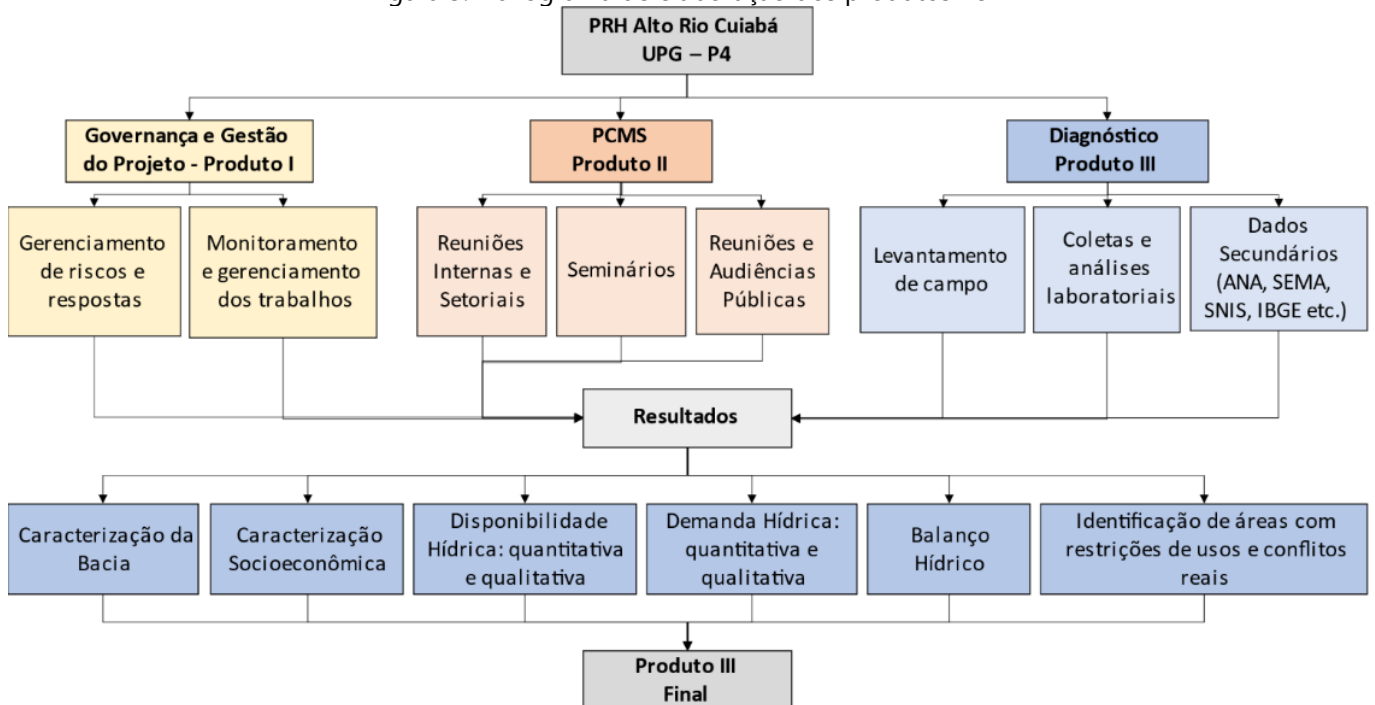 PRH Alto Rio Cuiabá
UPG – P4
Governança e Gestão
do Projeto - Produto I
PCMS
Produto II
Diagnóstico
Produto III
Gerenciamento
de riscos e
respostas
Monitoramento
e gerenciamento
dos trabalhos
Reuniões
Internas e
Setoriais
Seminários
Reuniões e
Audiências
Públicas
Levantamento
de campo
Coletas e
análises
laboratoriais
Dados
Secundários
(ANA, SEMA,
SNIS, IBGE etc.)
Resultados
Caracterização da
Bacia
Caracterização
Socioeconômica
Disponibilidade
Hídrica: quantitativa
e qualitativa
Demanda Hídrica:
quantitativa e
qualitativa
Balanço
Hídrico
Identificação de áreas com
restrições de usos e conflitos
reais
Produto III
Final